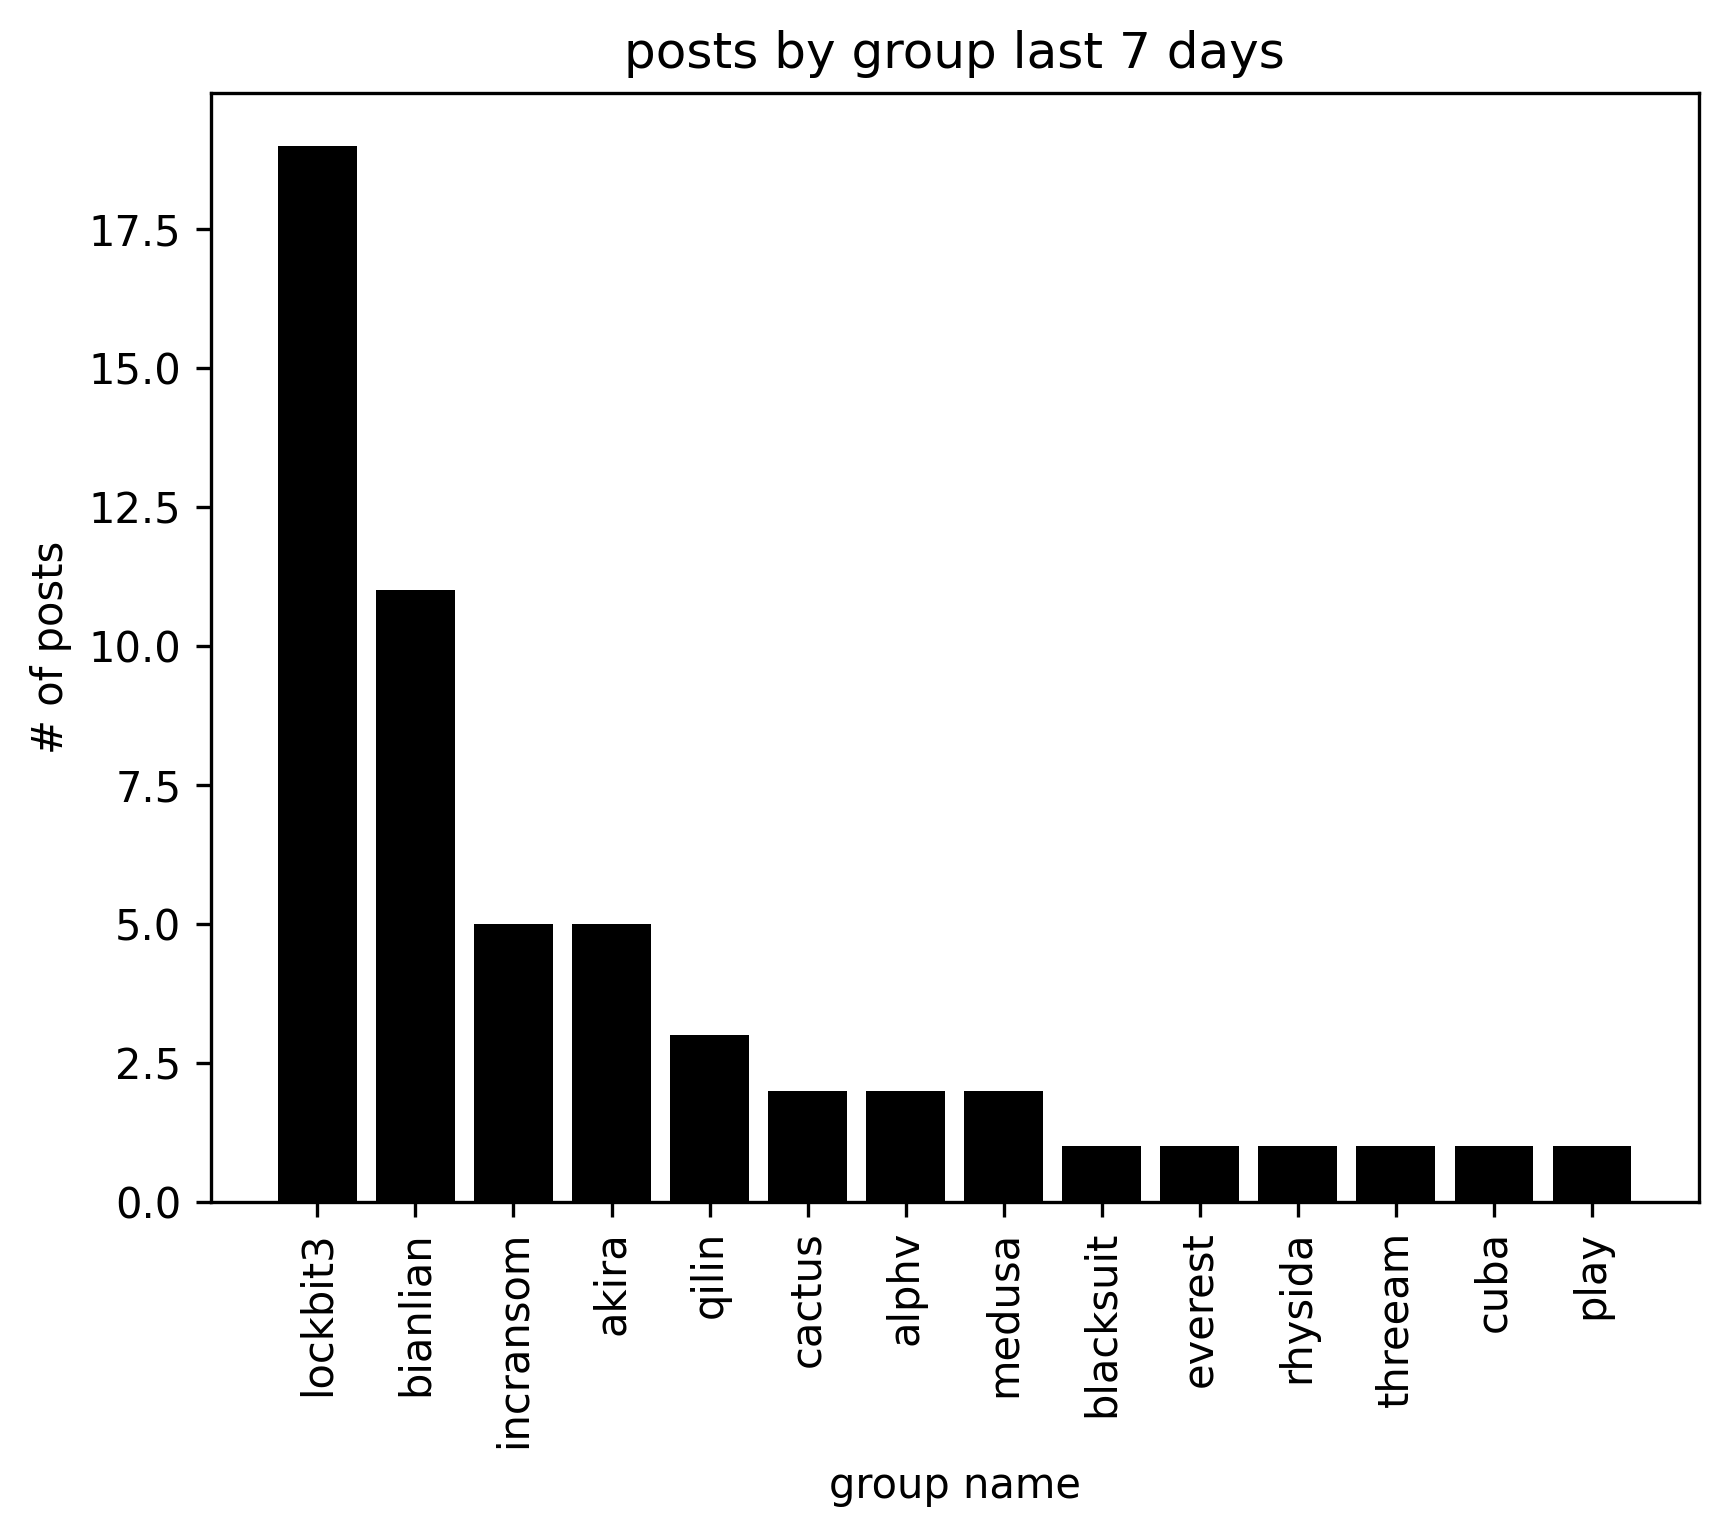 posts by group last 7 days
# of posts
17.5
15.0
12.5
10.0
7.5
5.0
2.5
0.0
lockbit3
bianlian
incransom
akira
qilin
cactus
alphv
medusa
blacksuit
everest
rhysida
threeam
cuba
play
group name